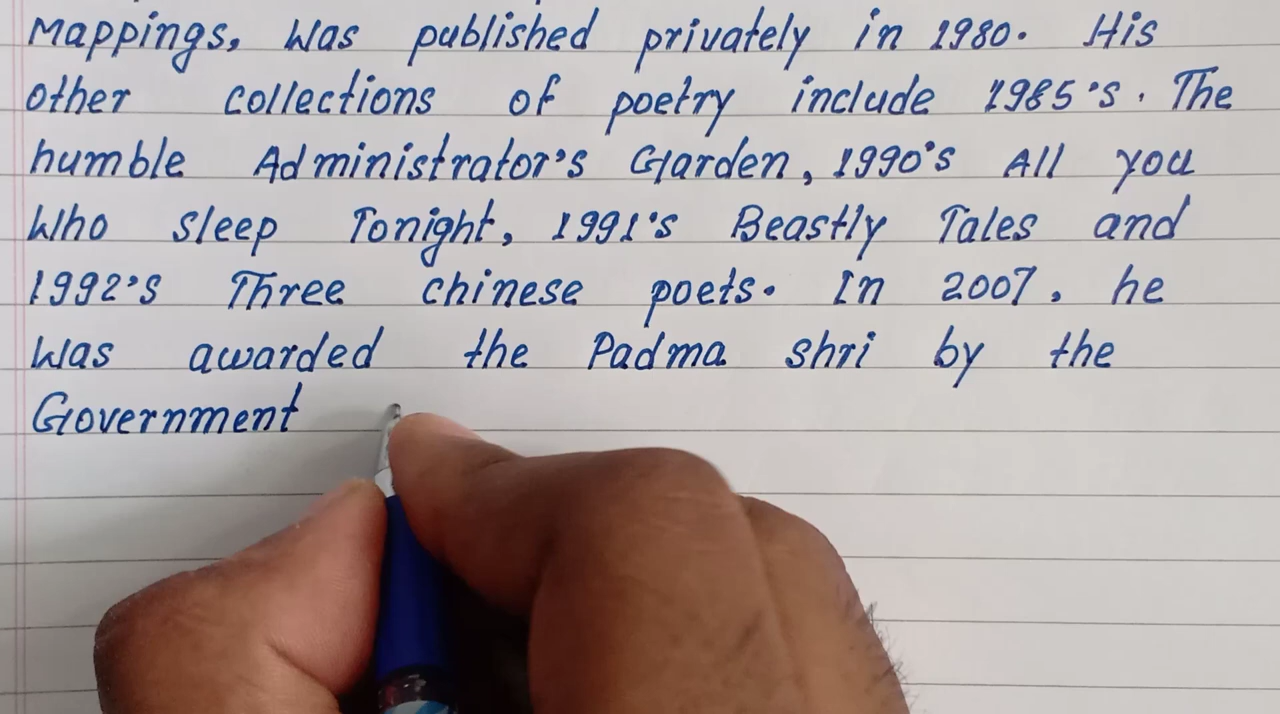 Mappings, Was published privately in 1980. His
other collections of poetry include 1985's. The
humble Administrator's Garden, 1990's All you
Who sleep Tonight, 1991's Beastly Tales and
1992's Three chinese poets. In 2007, he
Was awarded the Padma shri by the
Government